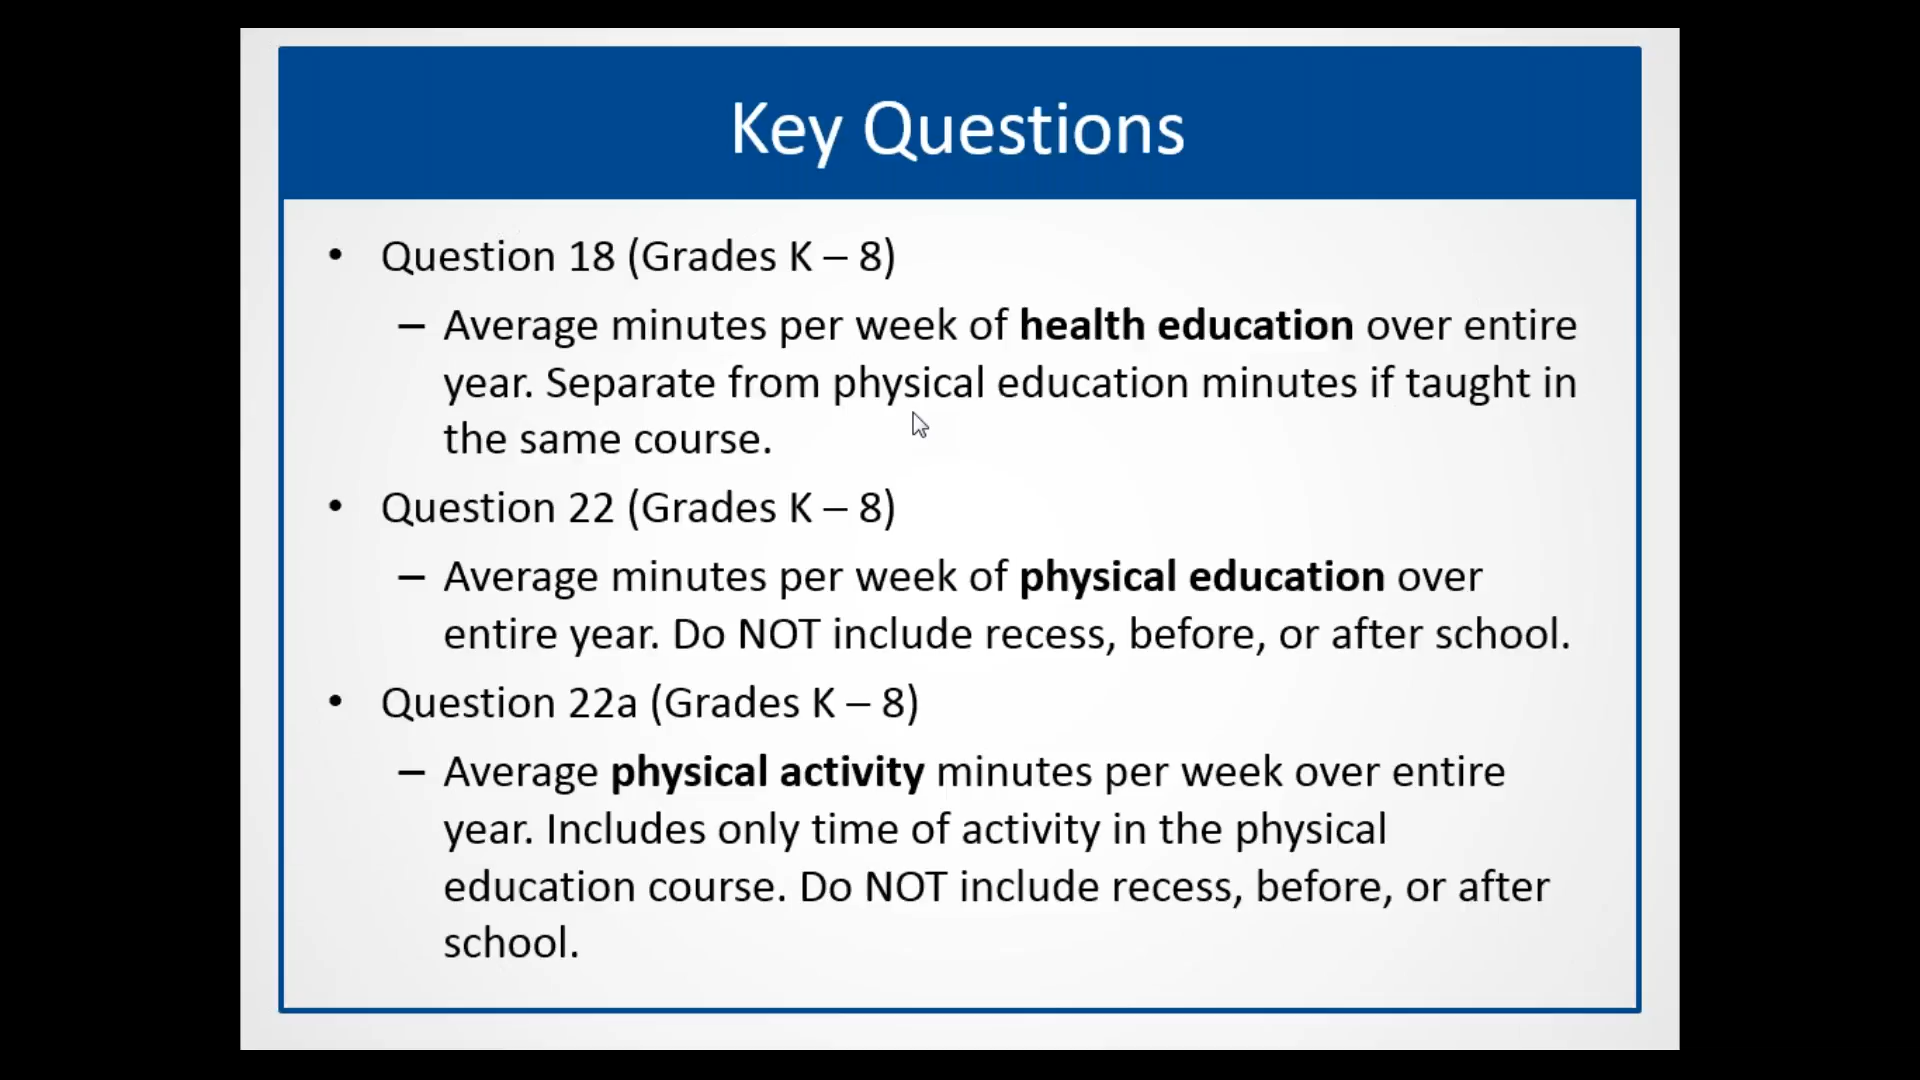 Key Questions
• Question 18 (Grades K – 8)
– Average minutes per week of health education over entire
year. Separate from physical education minutes if taught in
the same course.
• Question 22 (Grades K – 8)
– Average minutes per week of physical education over
entire year. Do NOT include recess, before, or after school.
• Question 22a (Grades K – 8)
– Average physical activity minutes per week over entire
year. Includes only time of activity in the physical
education course. Do NOT include recess, before, or after
school.